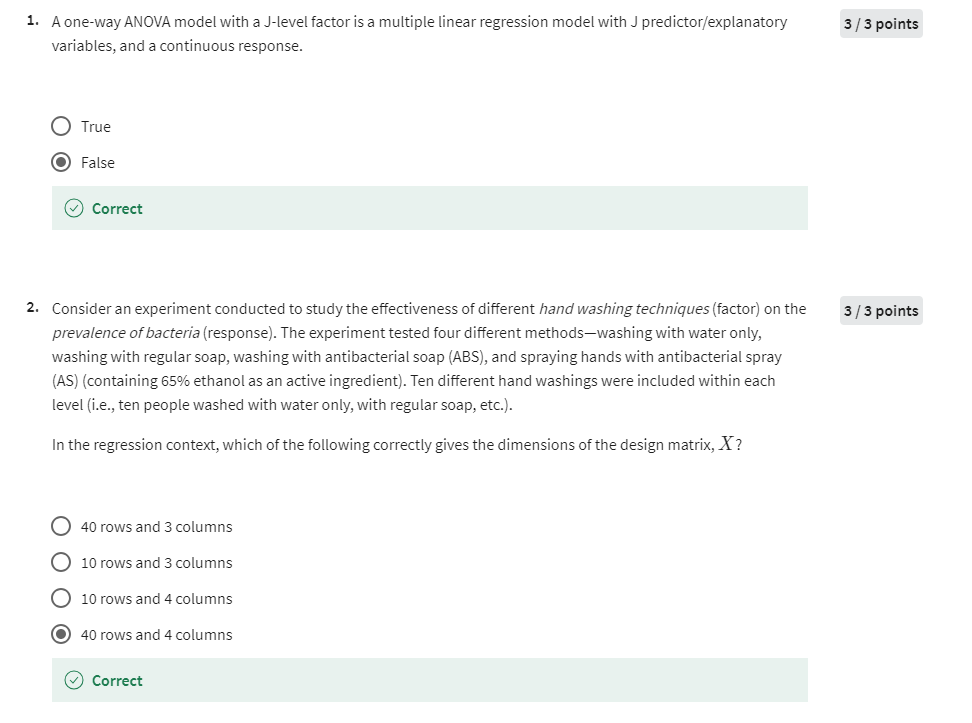 1. A one-way ANOVA model with a J-level factor is a multiple linear regression model with J predictor/explanatory
variables, and a continuous response.
3 / 3 points
True
False
Correct
2. Consider an experiment conducted to study the effectiveness of different hand washing techniques (factor) on the
prevalence of bacteria (response). The experiment tested four different methods—washing with water only,
washing with regular soap, washing with antibacterial soap (ABS), and spraying hands with antibacterial spray
(AS) (containing 65% ethanol as an active ingredient). Ten different hand washings were included within each
level (i.e., ten people washed with water only, with regular soap, etc.).
3 / 3 points
In the regression context, which of the following correctly gives the dimensions of the design matrix, X?
40 rows and 3 columns
10 rows and 3 columns
10 rows and 4 columns
40 rows and 4 columns
Correct